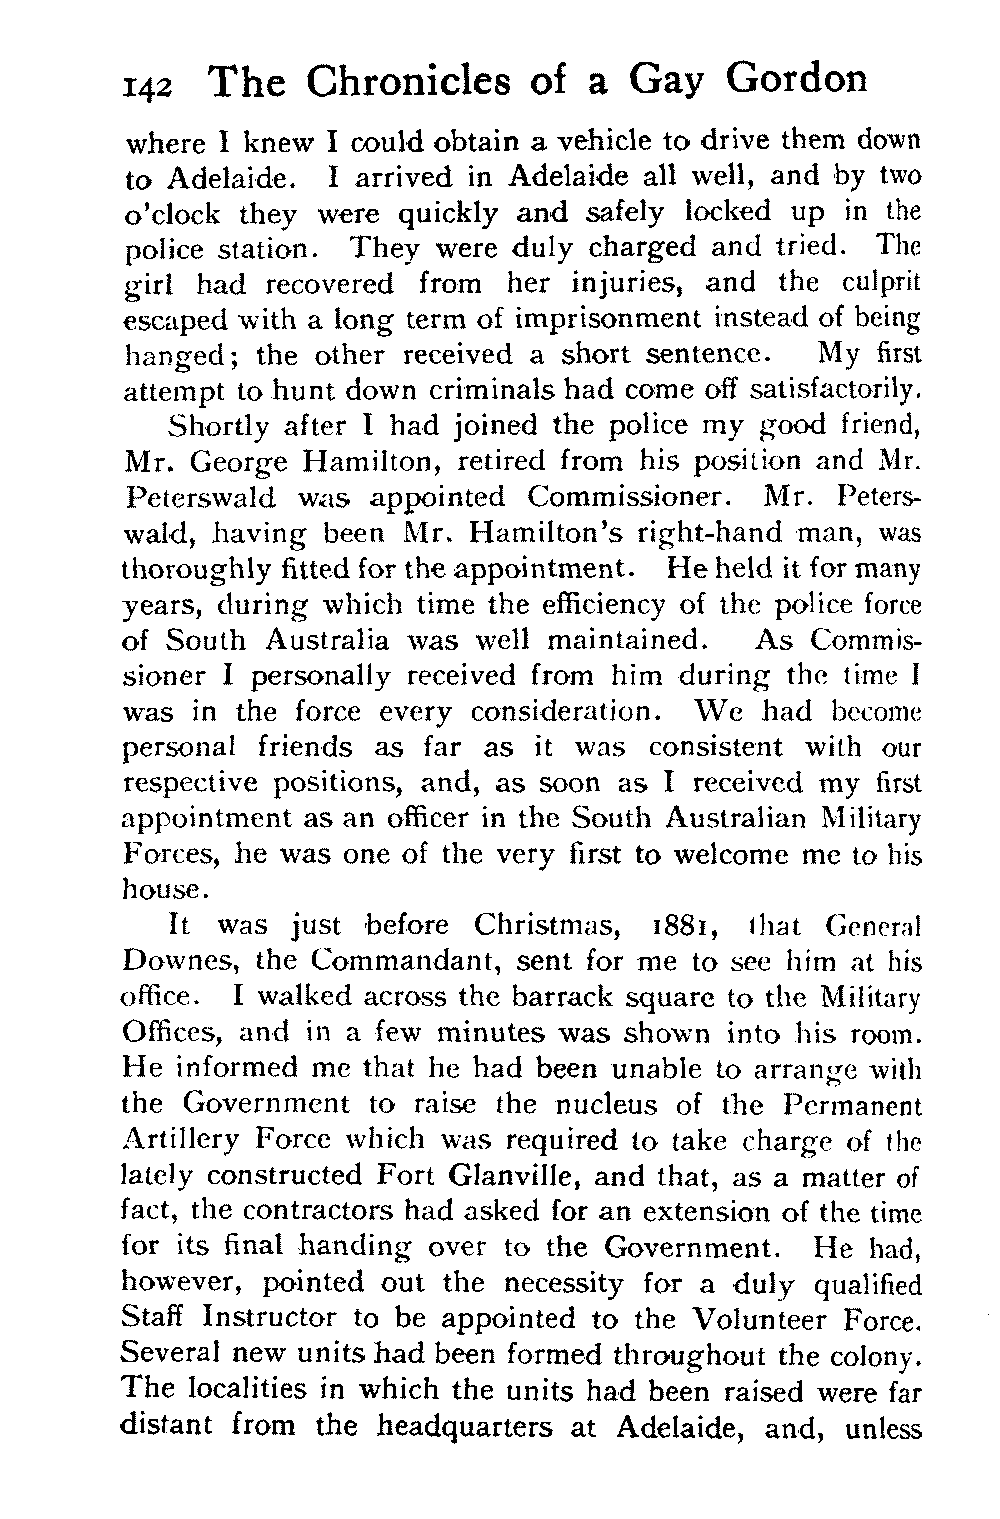 142 The Chronicles of a Gay Gordon
where I knew I could obtain a vehicle to drive them down
to Adelaide. I arrived in Adelaide all well, and by two
o'clock they were quickly and safely locked up in the
police station. They were duly charged and tried. The
girl had recovered from her injuries, and the culprit
escaped with a long term of imprisonment instead of being
hanged; the other received a short sentence. My first
attempt to hunt down criminals had come off satisfactorily.
Shortly after I had joined the police my good friend,
Mr. George Hamilton, retired from his position and Mr.
Peterswald was appointed Commissioner. Mr. Peters-
wald, having been Mr. Hamilton's right-hand man, was
thoroughly fitted for the appointment. He held it for many
years, during which time the efficiency of the police force
of South Australia was well maintained. As Commis-
sioner I personally received from him during the time I
was in the force every consideration. We had become
personal friends as far as it was consistent with our
respective positions, and, as soon as I received my first
appointment as an officer in the South Australian Military
Forces, he was one of the very first to welcome me to his
house.
It was just before Christmas, 1881, that General
Downes, the Commandant, sent for me to see him at his
office. I walked across the barrack square to the Military
Offices, and in a few minutes was shown into his room.
He informed me that he had been unable to arrange with
the Government to raise the nucleus of the Permanent
Artillery Force which was required to take charge of the
lately constructed Fort Glanville, and that, as a matter of
fact, the contractors had asked for an extension of the time
for its final handing over to the Government. He had,
however, pointed out the necessity for a duly qualified
Staff Instructor to be appointed to the Volunteer Force.
Several new units had been formed throughout the colony.
The localities in which the units had been raised were far
distant from the headquarters at Adelaide, and, unless